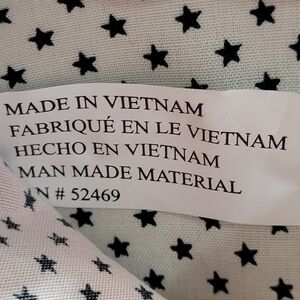 MADE IN VIETNAM
FABRIQUÉ EN LE VIETNAM
HECHO EN VIETNAM
MAN MADE MATERIAL
# 52469